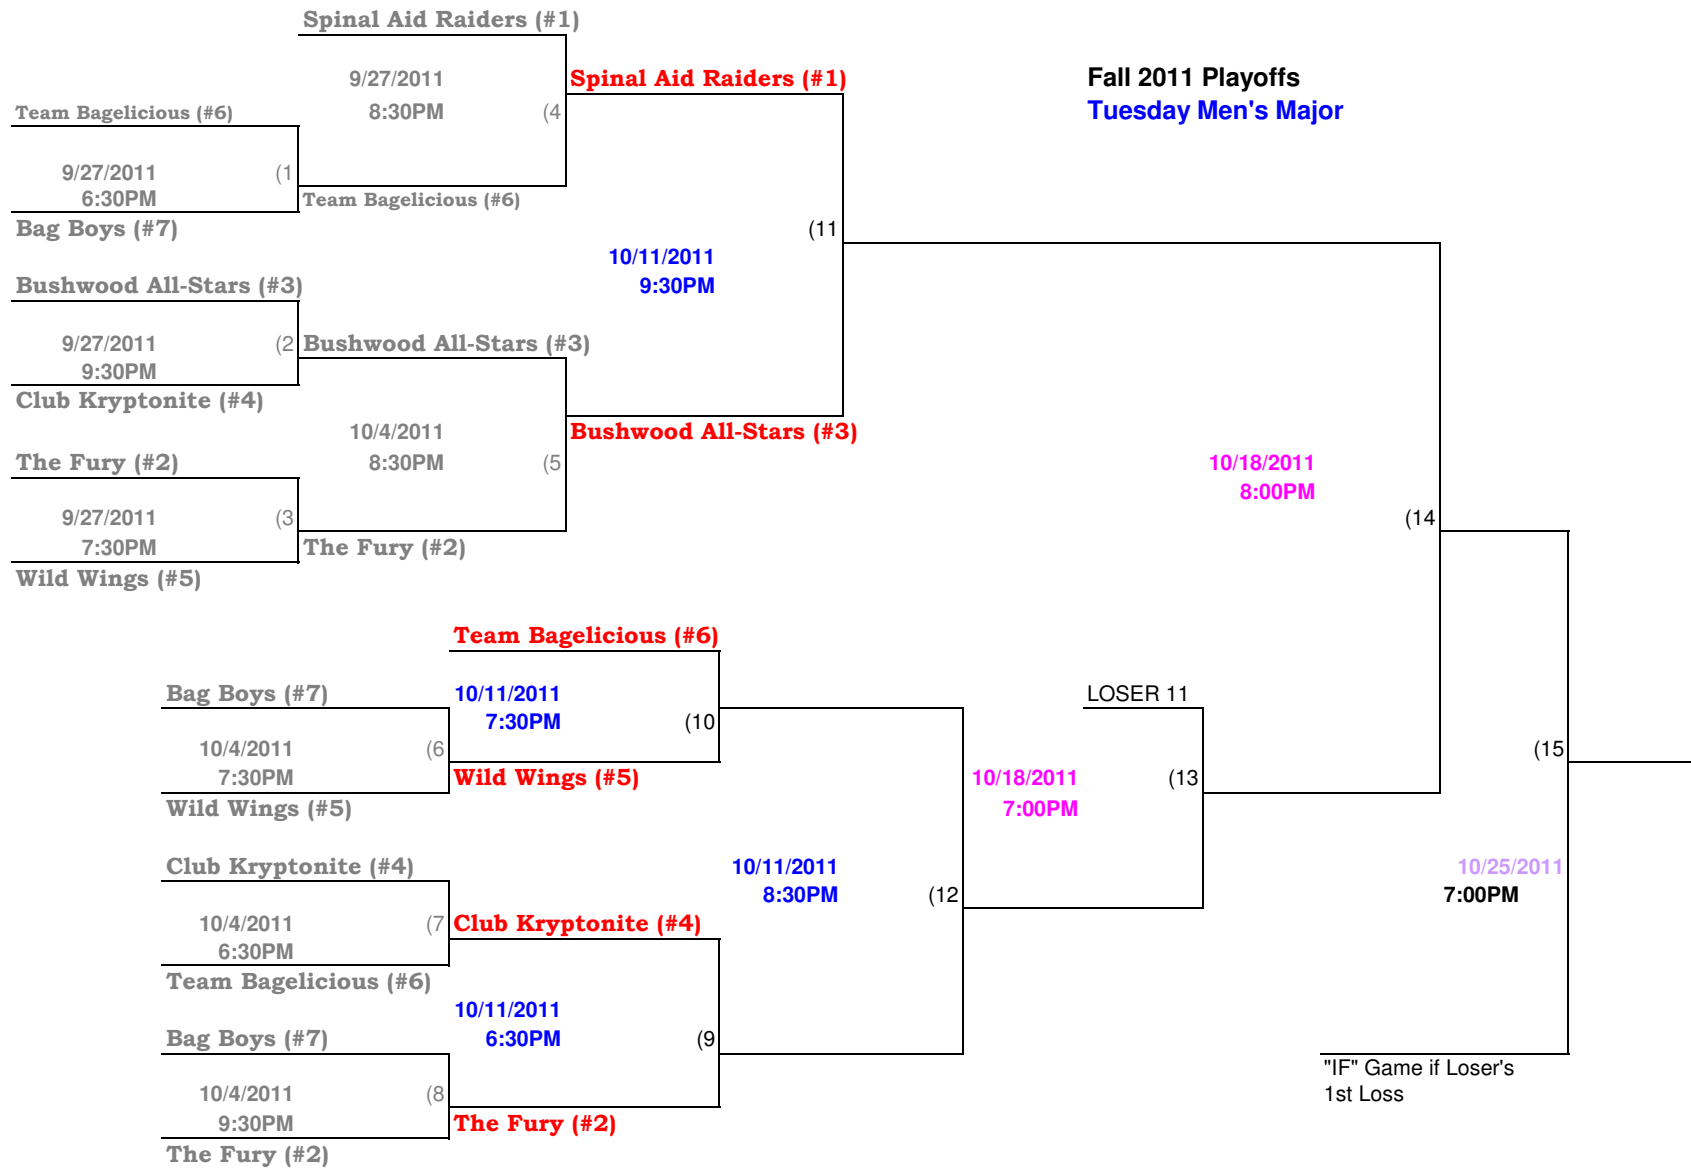 Spinal Aid Raiders (#1)
9/27/2011
8:30PM
(4
Spinal Aid Raiders (#1)
Fall 2011 Playoffs
Tuesday Men's Major
Team Bagelicious (#6)
9/27/2011
6:30PM
(1
Team Bagelicious (#6)
Bag Boys (#7)
(11
10/11/2011
9:30PM
Bushwood All-Stars (#3)
9/27/2011
9:30PM
(2
Bushwood All-Stars (#3)
Club Kryptonite (#4)
10/4/2011
8:30PM
(5
Bushwood All-Stars (#3)
The Fury (#2)
9/27/2011
7:30PM
(3
The Fury (#2)
Wild Wings (#5)
10/18/2011
8:00PM
(14
Team Bagelicious (#6)
Bag Boys (#7)
10/11/2011
7:30PM
(10
LOSER 11
10/4/2011
7:30PM
(6
Wild Wings (#5)
Wild Wings (#5)
10/18/2011
7:00PM
(13
(15
Club Kryptonite (#4)
10/11/2011
8:30PM
(12
10/25/2011
7:00PM
10/4/2011
6:30PM
(7
Club Kryptonite (#4)
Team Bagelicious (#6)
10/11/2011
6:30PM
(9
Bag Boys (#7)
10/4/2011
9:30PM
(8
The Fury (#2)
The Fury (#2)
"IF" Game if Loser's
1st Loss